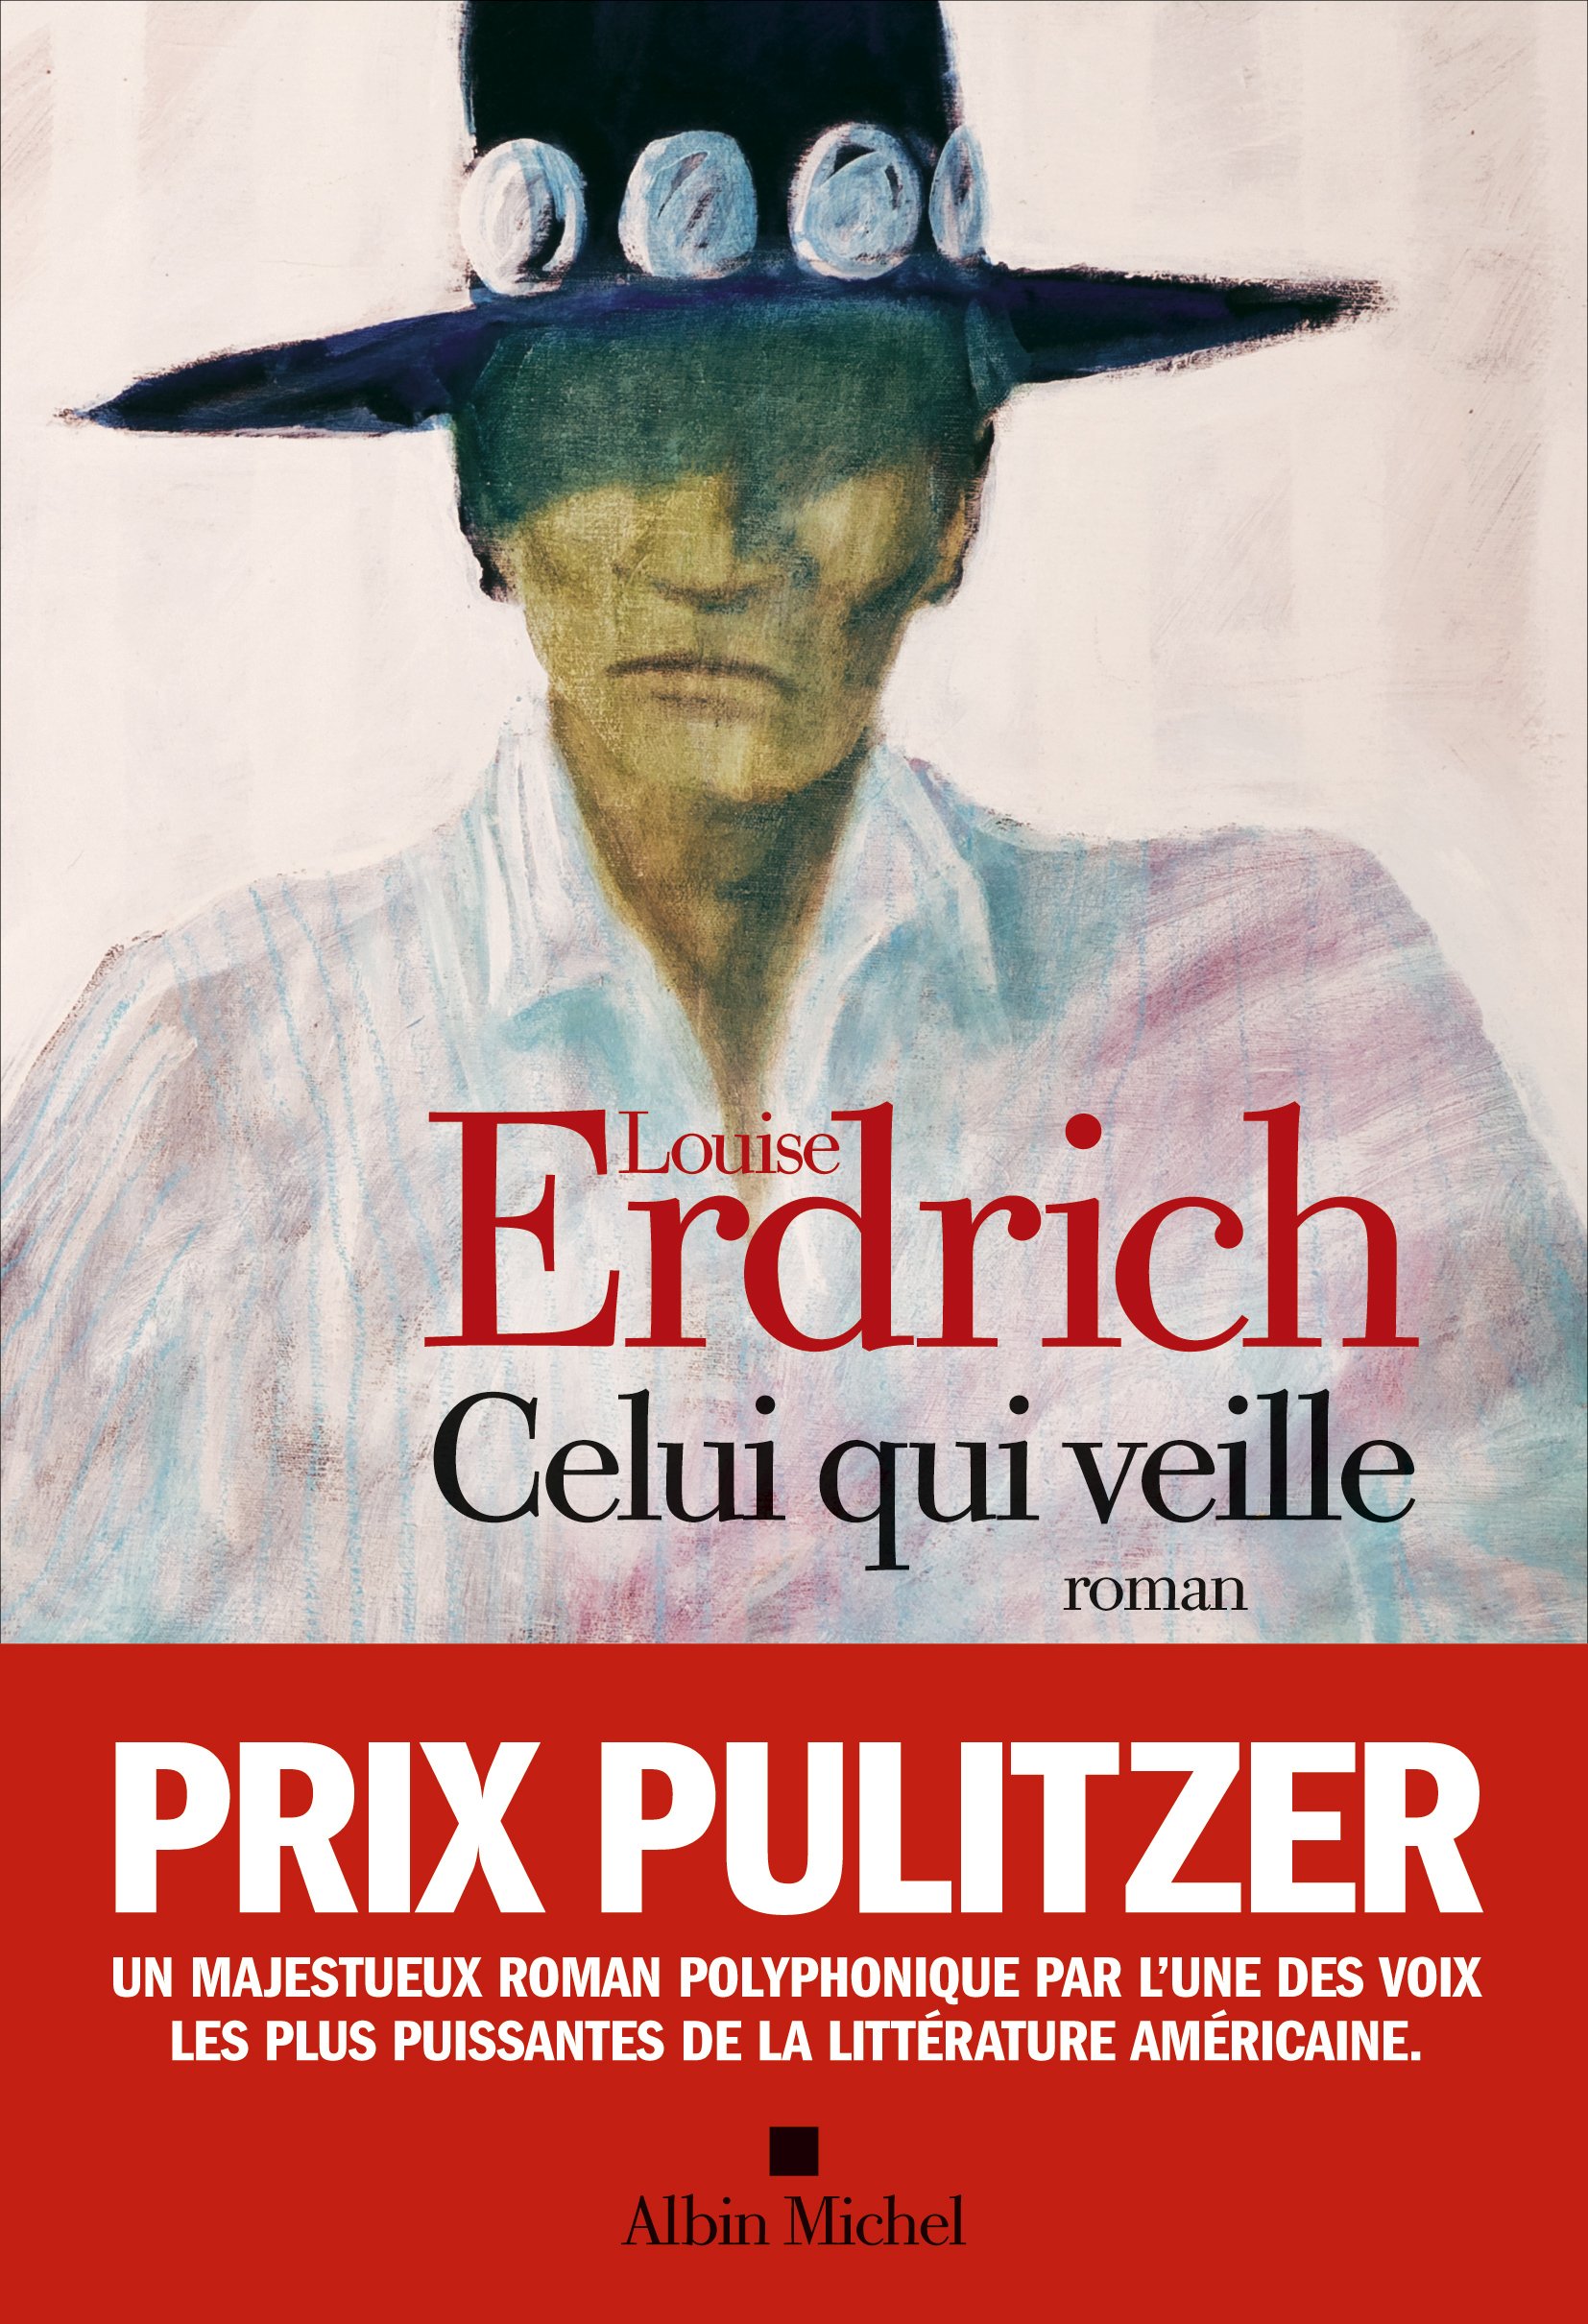 Louise
Erdrich
Celui qui veille
roman
PRIX PULITZER
UN MAJESTUEUX ROMAN POLYPHONIQUE PAR L’UNE DES VOIX
LES PLUS PUISSANTES DE LA LITTÉRATURE AMÉRICAINE.
Albin Michel